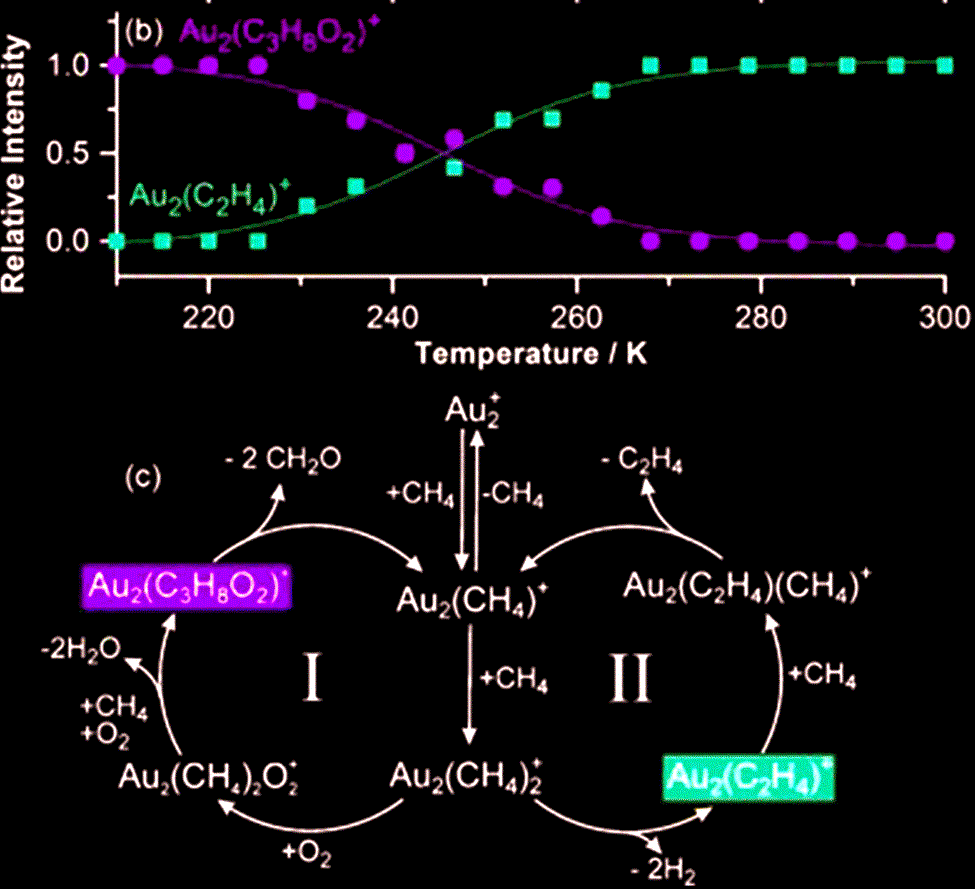 (b) Au₂(C₃H₈O₂)⁺
Relative Intensity
1.0
0.5
0.0
Au₂(C₂H₄)⁺
220 240 260 280 300
Temperature / K
(c)
Au₂⁺
- 2 CH₂O
+CH₄ -CH₄
- C₂H₄
Au₂(C₃H₈O₂)⁺
Au₂(CH₄)⁺
Au₂(C₂H₄)(CH₄)⁺
-2H₂O
+CH₄
+O₂
I
+CH₄
II
+CH₄
Au₂(CH₄)₂O₂⁺
Au₂(CH₄)₂⁺
Au₂(C₂H₄)⁺
+O₂
- 2H₂